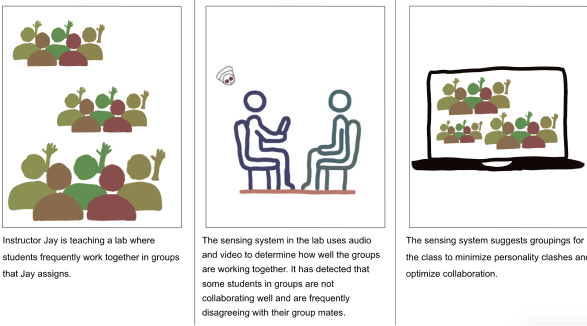 Instructor Jay is teaching a lab where
students frequently work together in groups
that Jay assigns.
The sensing system in the lab uses audio
and video to determine how well the groups
are working together. It has detected that
some students in groups are not
collaborating well and are frequently
disagreeing with their group mates.
The sensing system suggests groupings for
the class to minimize personality clashes and
optimize collaboration.